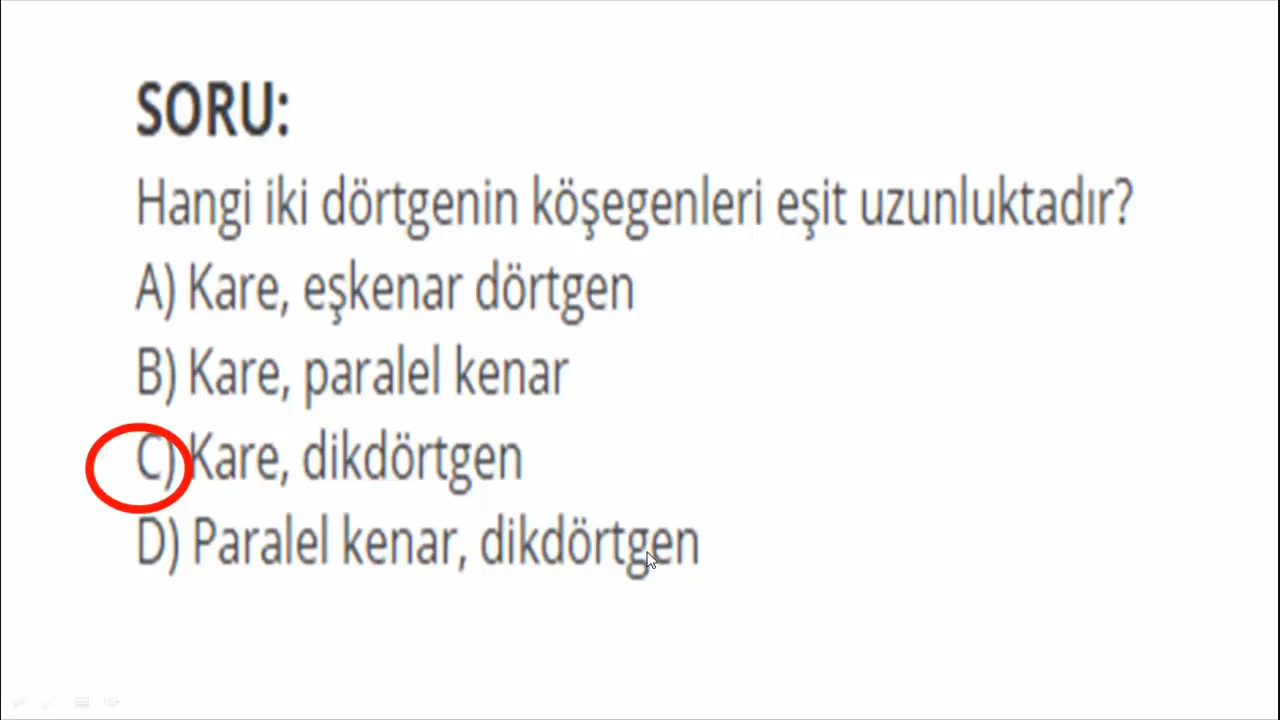 SORU:
Hangi iki dörtgenin köşegenleri eşit uzunluktadır?
A) Kare, eşkenar dörtgen
B) Kare, paralel kenar
C) Kare, dikdörtgen
D) Paralel kenar, dikdörtgen